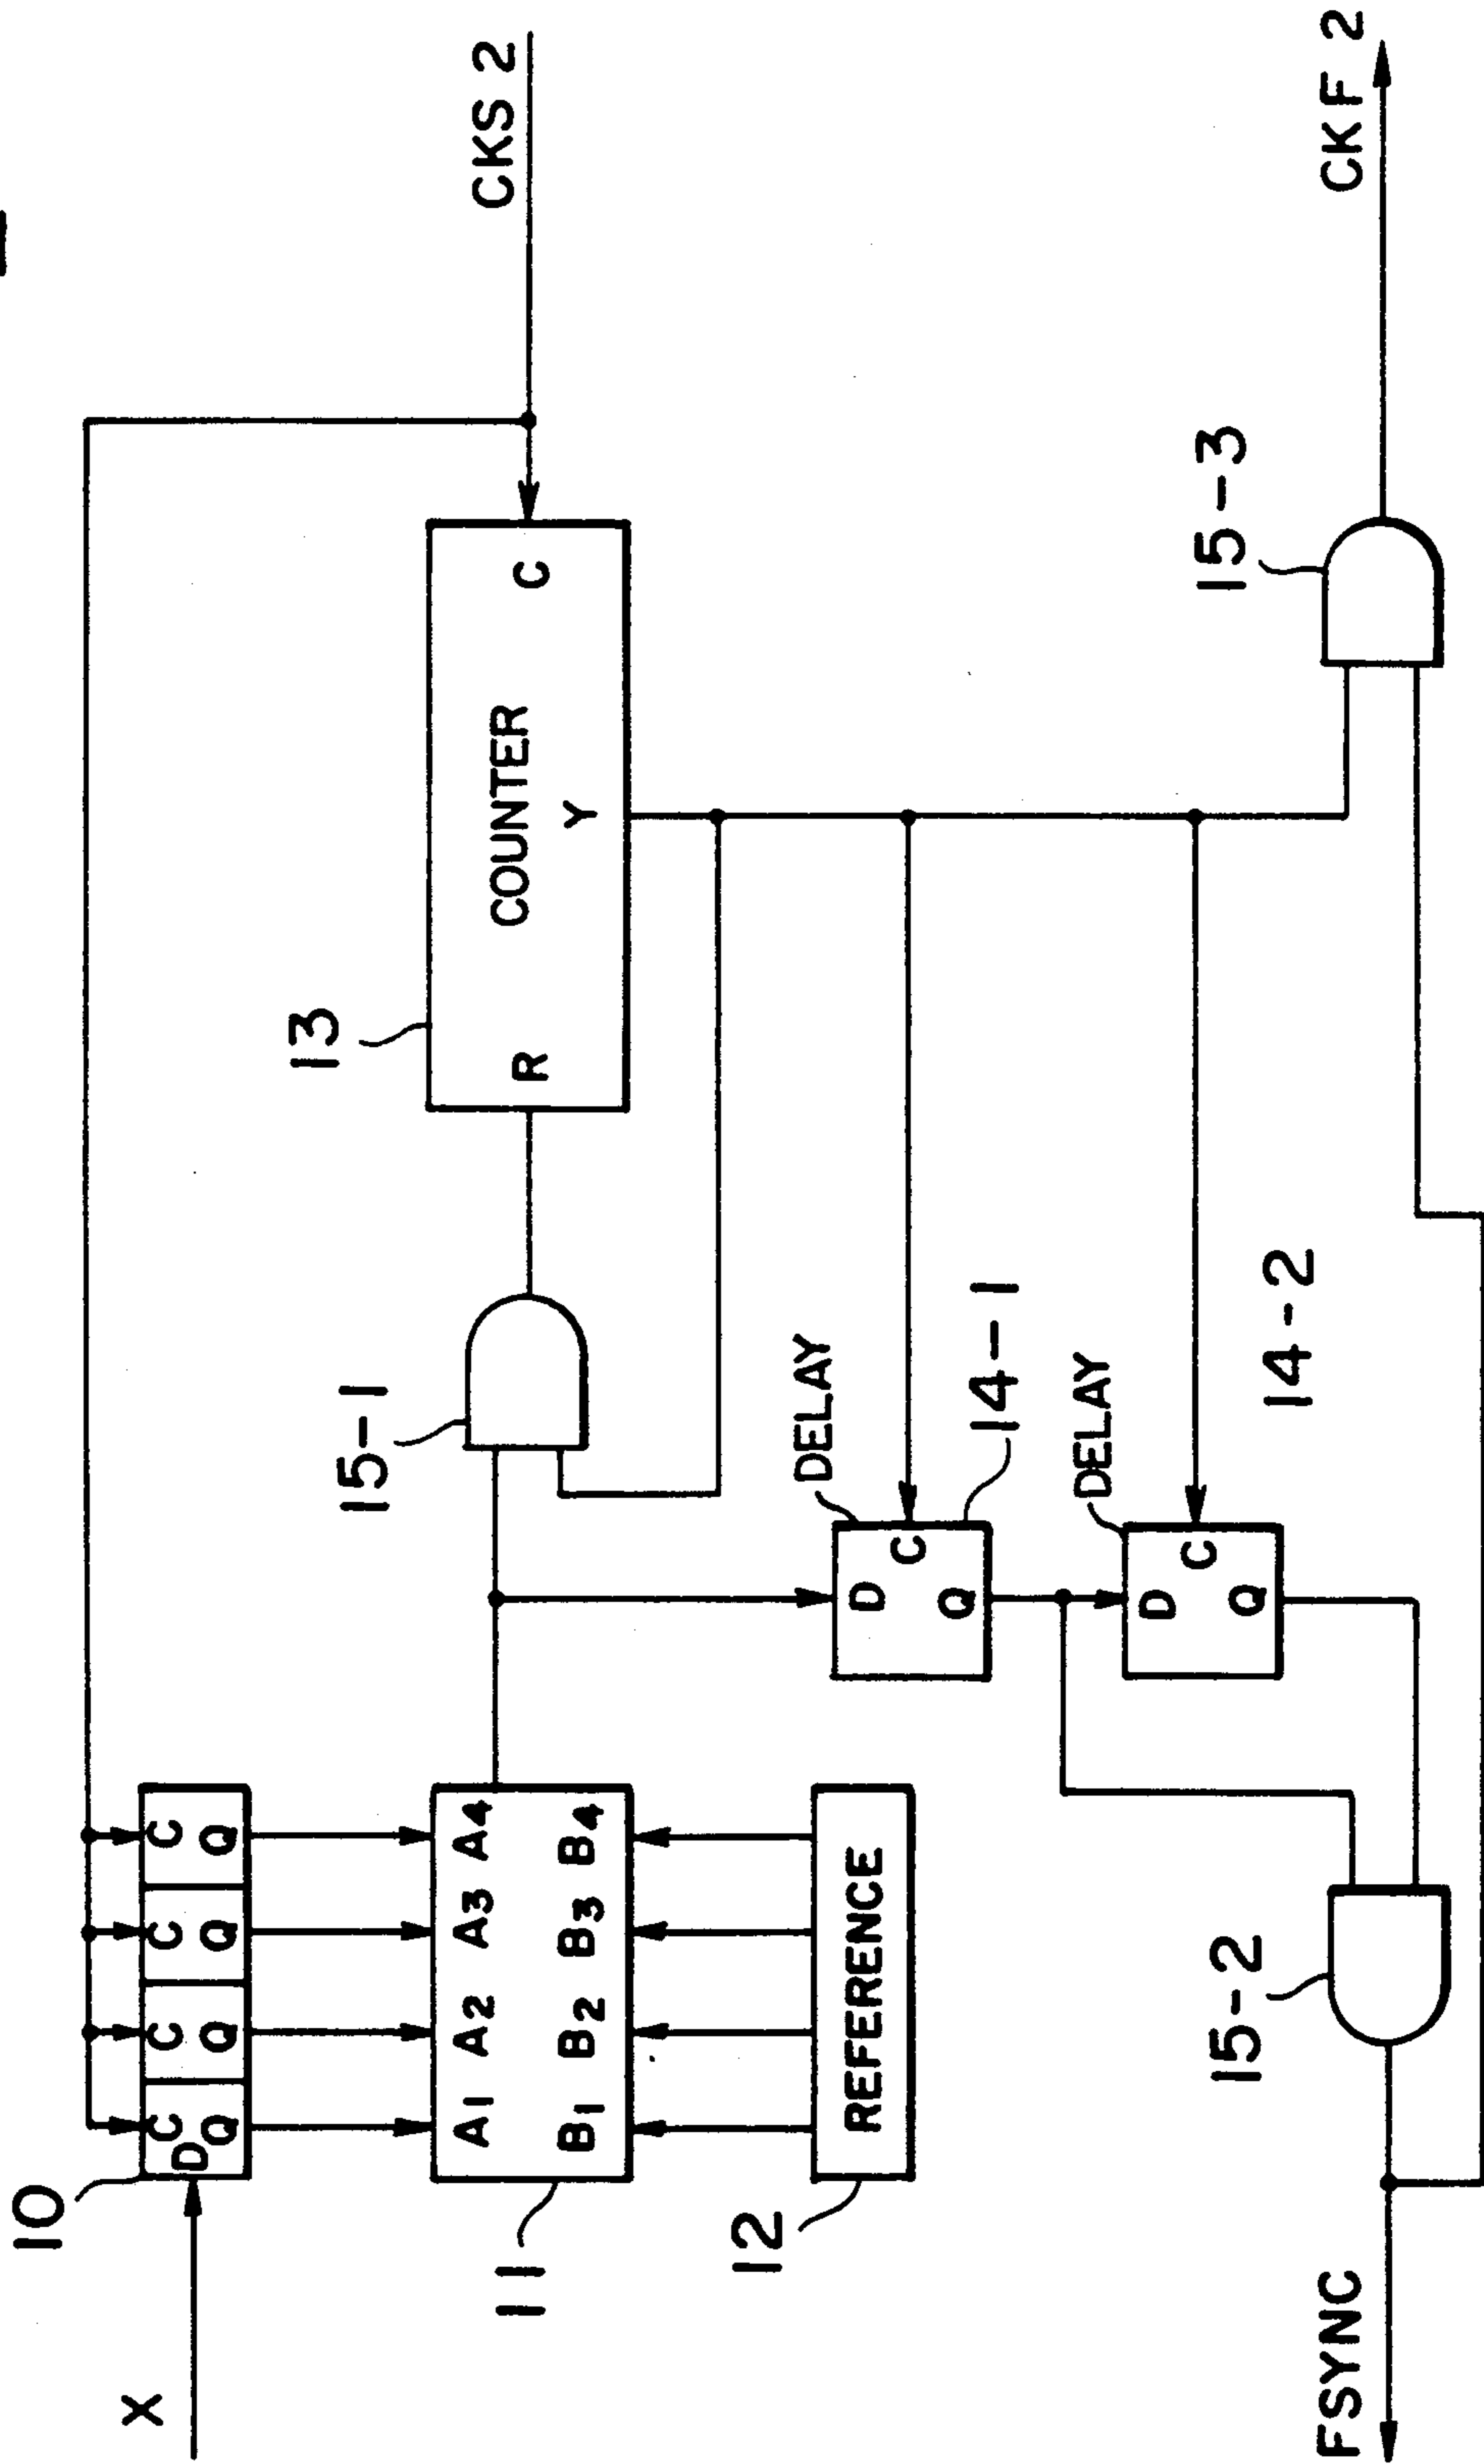 10
X
C C C C
D
Q Q Q Q
13
15-1
CKS 2
A1 A2 A3 A4
R COUNTER C
Y
11
B1 B2 B3 B4
12
REFERENCE
DELAY
D
C
Q
14-1
DELAY
D
C
Q
14-2
15-2
15-3
FSYNC
CKF 2